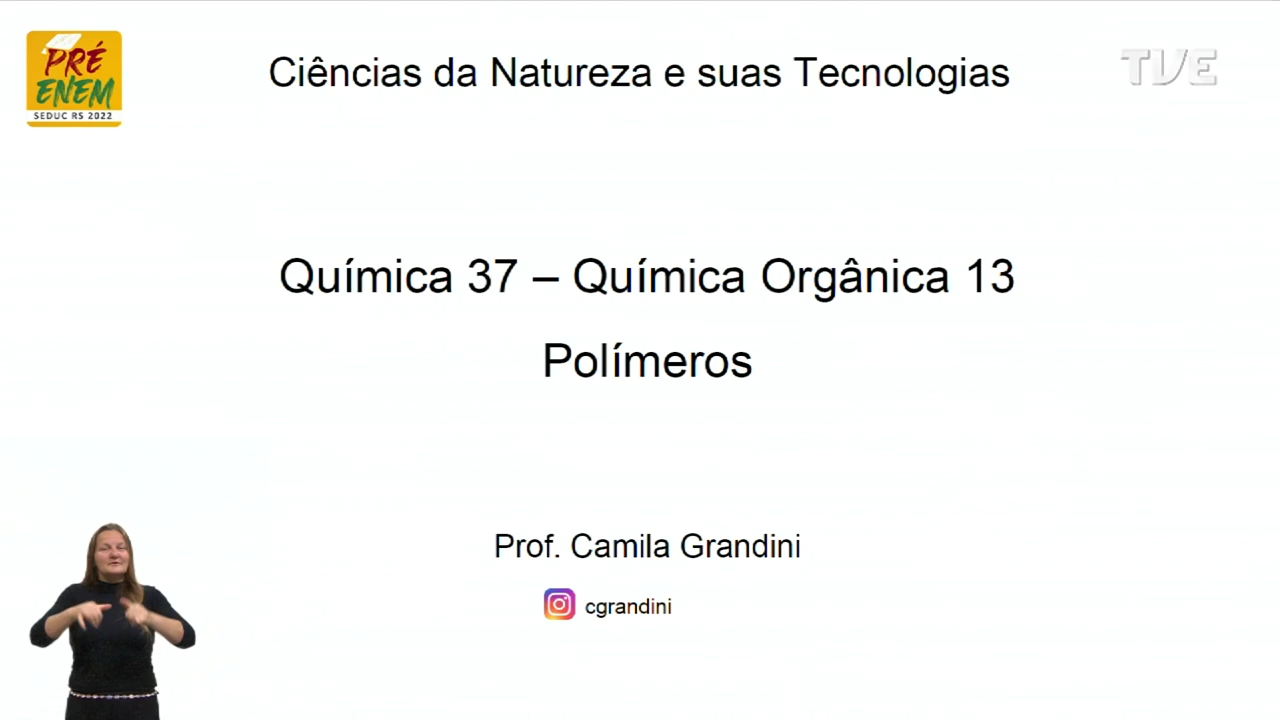 PRÉ
ENEM
SEDUC RS 2022
Ciências da Natureza e suas Tecnologias
TVE
Química 37 – Química Orgânica 13
Polímeros
Prof. Camila Grandini
cgrandini